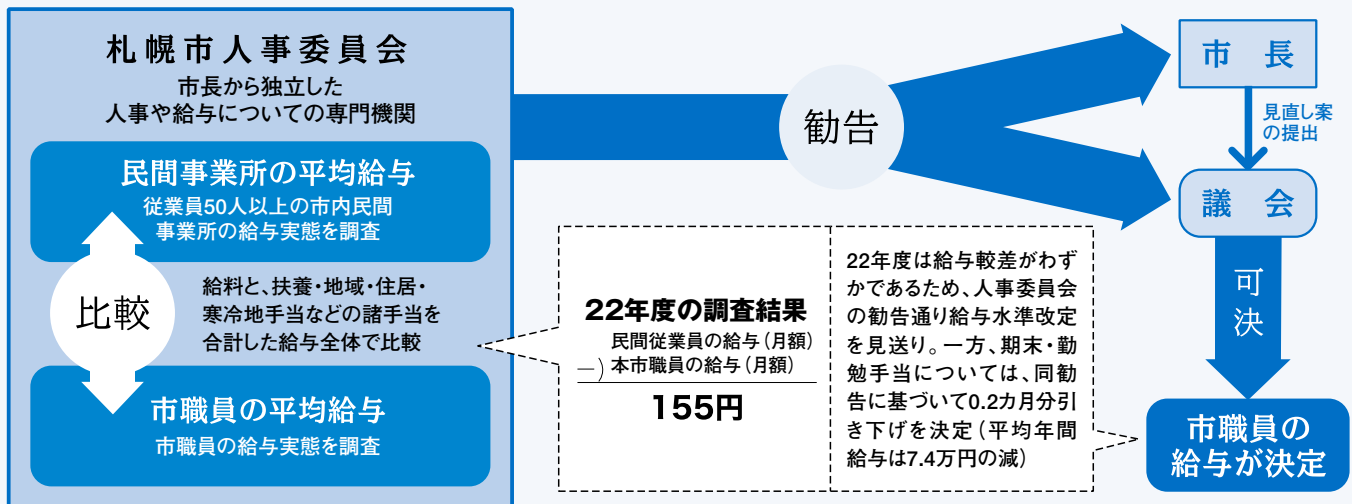 札幌市人事委員会
市長から独立した
人事や給与についての専門機関
民間事業所の平均給与
従業員50人以上の市内民間
事業所の給与実態を調査
比較
給料と、扶養・地域・住居・
寒冷地手当などの諸手当を
合計した給与全体で比較
市職員の平均給与
市職員の給与実態を調査
勧告
市長
見直し案
の提出
議会
可決
市職員の
給与が決定
22年度の調査結果
民間従業員の給与(月額)
―)本市職員の給与(月額)
155円
22年度は給与較差がわず
かであるため、人事委員会
の勧告通り給与水準改定
を見送り。一方、期末・勤
勉手当については、同勧
告に基づいて0.2カ月分引
き下げを決定(平均年間
給与は7.4万円の減)